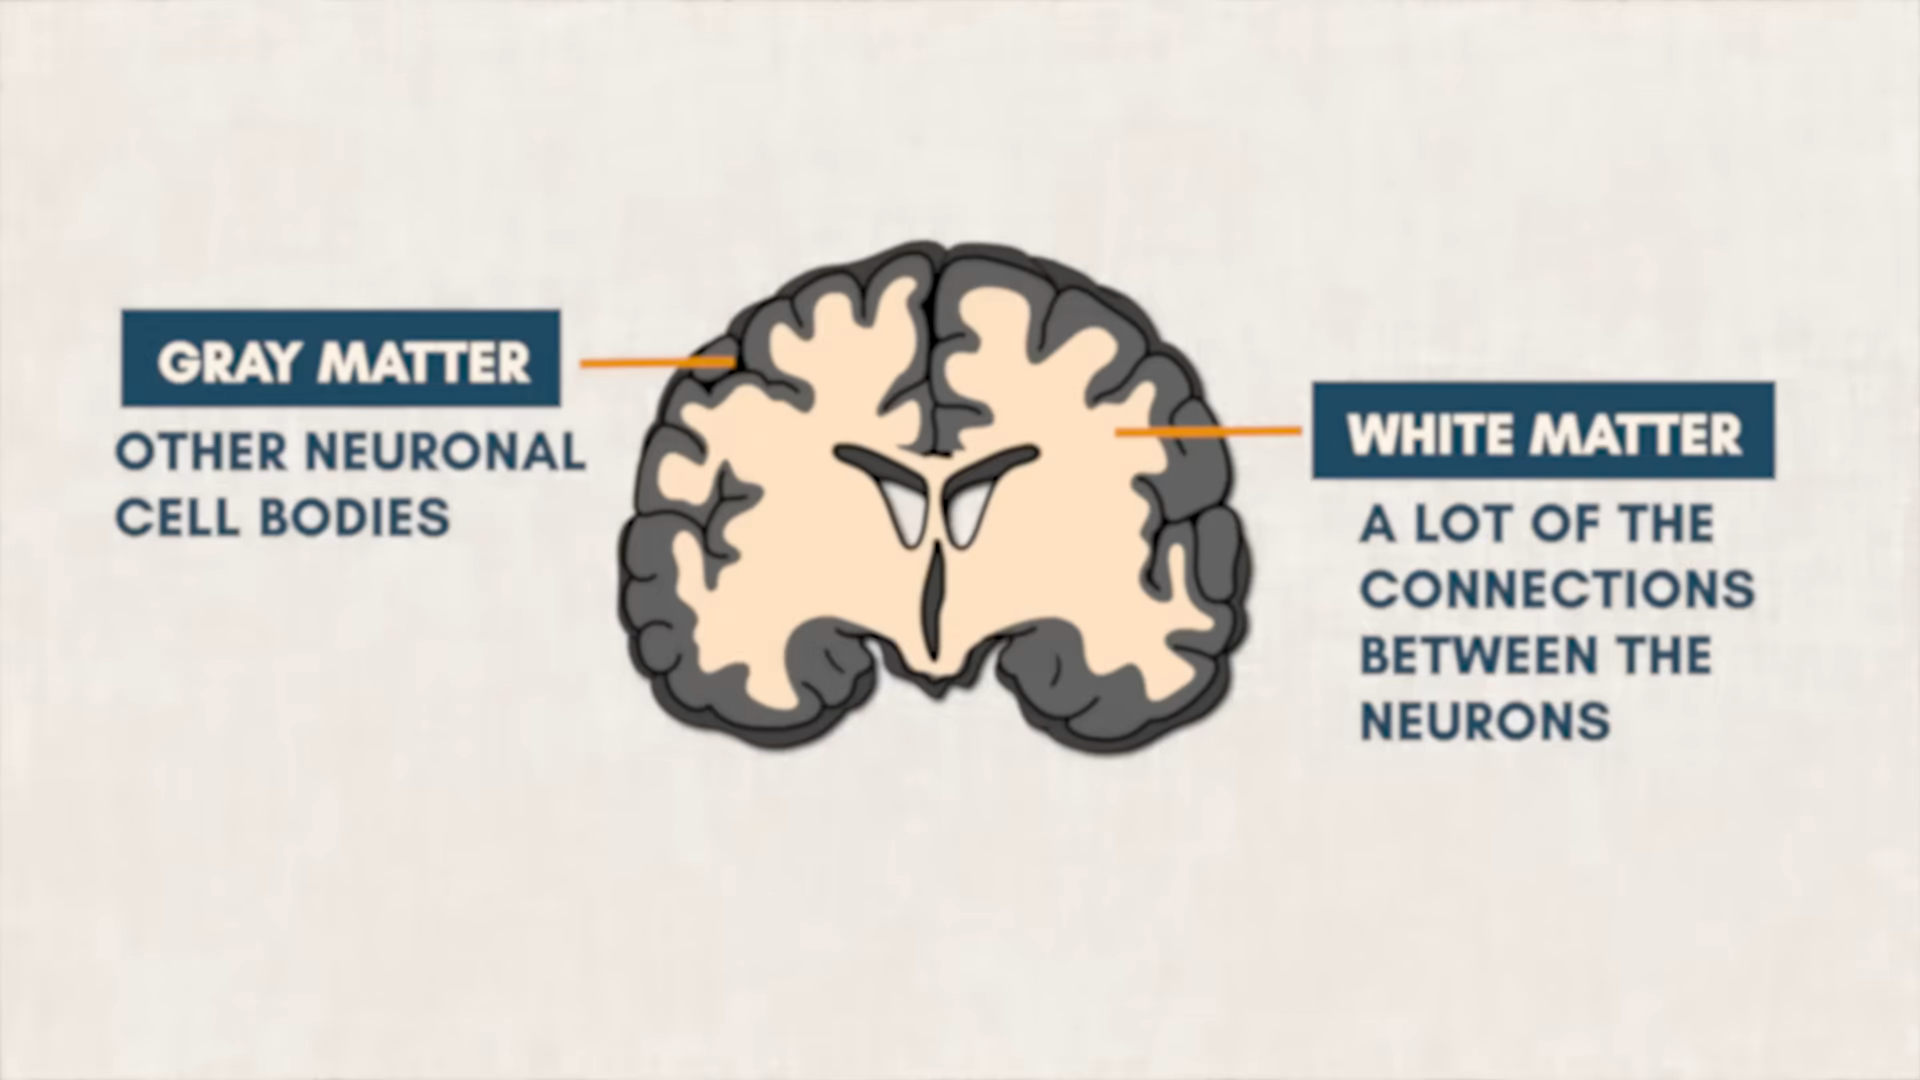 GRAY MATTER
OTHER NEURONAL
CELL BODIES
WHITE MATTER
A LOT OF THE
CONNECTIONS
BETWEEN THE
NEURONS